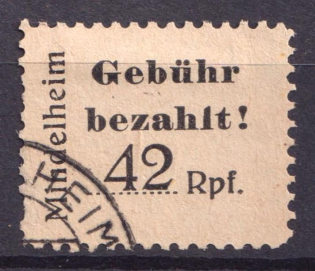 Mindelheim
Gebühr
bezahlt!
42 Rpf.